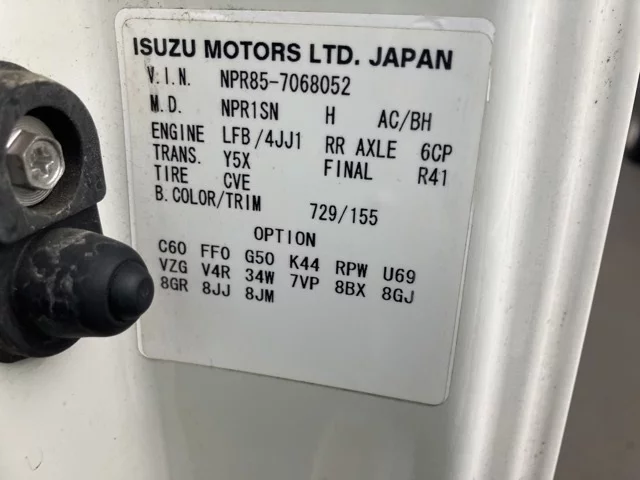 ISUZU MOTORS LTD. JAPAN
V.I.N. NPR85-7068052
M.D. NPR1SN H AC/BH
ENGINE LFB/4JJ1 RR AXLE 6CP
TRANS. Y5X FINAL R41
TIRE CVE
B.COLOR/TRIM 729/155
OPTION
C60 FF0 G50 K44 RPW U69
VZG V4R 34W 7VP 8BX 8GJ
8GR 8JJ 8JM